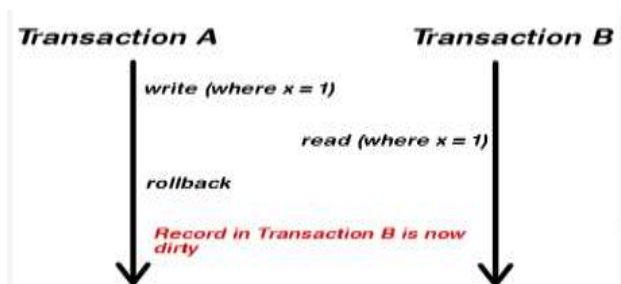 Transaction A
Transaction B
write (where x = 1)
read (where x = 1)
rollback
Record in Transaction B is now
dirty